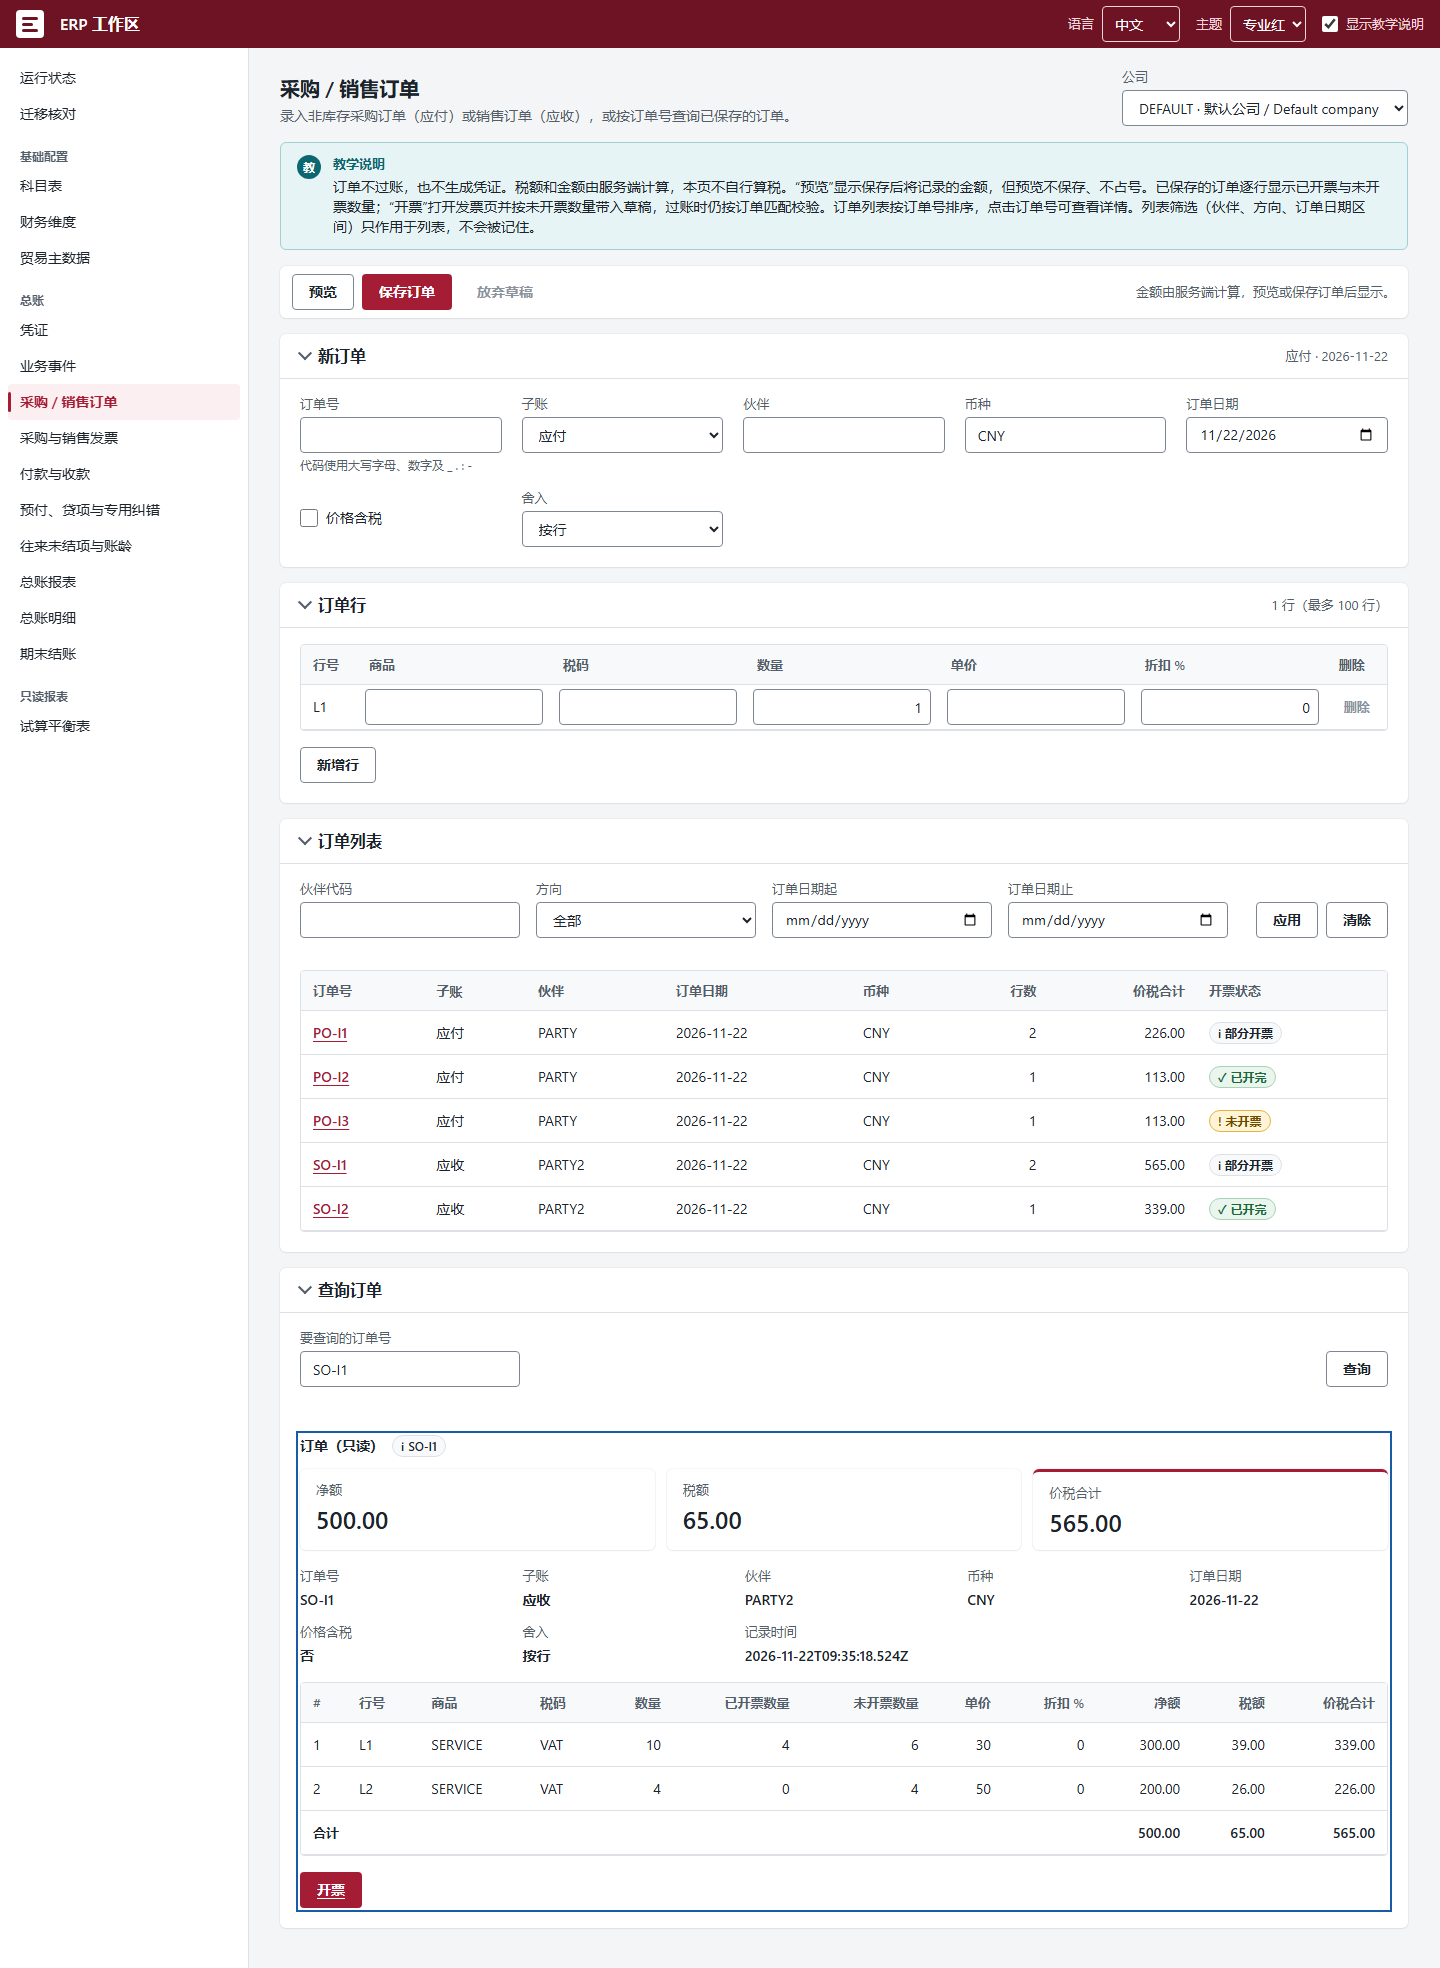 ERP 工作区
语言 中文 主题 专业红 显示教学说明
运行状态
迁移核对
基础配置
科目表
财务维度
贸易主数据
总账
凭证
业务事件
采购 / 销售订单
采购与销售发票
付款与收款
预付、贷项与专用纠错
往来未结项与账龄
总账报表
总账明细
期末结账
只读报表
试算平衡表
采购 / 销售订单
录入非库存采购订单（应付）或销售订单（应收），或按订单号查询已保存的订单。
公司
DEFAULT · 默认公司 / Default company
教 教学说明
订单不过账，也不生成凭证。税额和金额由服务端计算，本页不自行算税。“预览”显示保存后将记录的金额，但预览不保存、不占号。已保存的订单逐行显示已开票与未开
票数量；“开票”打开发票页并按未开票数量带入草稿，过账时仍按订单匹配校验。订单列表按订单号排序，点击订单号可查看详情。列表筛选（伙伴、方向、订单日期区
间）只作用于列表，不会被记住。
预览 保存订单 放弃草稿 金额由服务端计算，预览或保存订单后显示。
新订单 应付 · 2026-11-22
订单号 子账 伙伴 币种 订单日期
应付 CNY 11/22/2026
代码使用大写字母、数字及 _ . : -
舍入
价格含税 按行
订单行 1 行（最多 100 行）
行号 商品 税码 数量 单价 折扣 % 删除
L1 1 0 删除
新增行
订单列表
伙伴代码 方向 订单日期起 订单日期止
全部 mm/dd/yyyy mm/dd/yyyy 应用 清除
订单号 子账 伙伴 订单日期 币种 行数 价税合计 开票状态
PO-I1 应付 PARTY 2026-11-22 CNY 2 226.00 i 部分开票
PO-I2 应付 PARTY 2026-11-22 CNY 1 113.00 ✓ 已开完
PO-I3 应付 PARTY 2026-11-22 CNY 1 113.00 ! 未开票
SO-I1 应收 PARTY2 2026-11-22 CNY 2 565.00 i 部分开票
SO-I2 应收 PARTY2 2026-11-22 CNY 1 339.00 ✓ 已开完
查询订单
要查询的订单号
SO-I1 查询
订单（只读） i SO-I1
净额 税额 价税合计
500.00 65.00 565.00
订单号 子账 伙伴 币种 订单日期
SO-I1 应收 PARTY2 CNY 2026-11-22
价格含税 舍入 记录时间
否 按行 2026-11-22T09:35:18.524Z
# 行号 商品 税码 数量 已开票数量 未开票数量 单价 折扣 % 净额 税额 价税合计
1 L1 SERVICE VAT 10 4 6 30 0 300.00 39.00 339.00
2 L2 SERVICE VAT 4 0 4 50 0 200.00 26.00 226.00
合计 500.00 65.00 565.00
开票